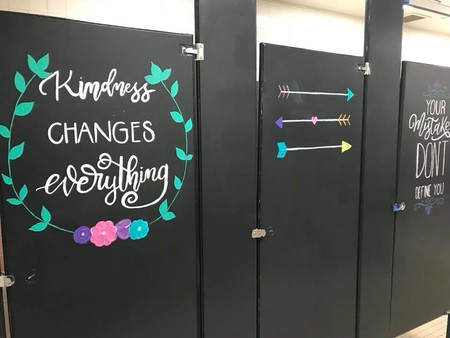 Kindness
CHANGES
everything
YOUR
Mistakes
DON'T
DEFINE YOU